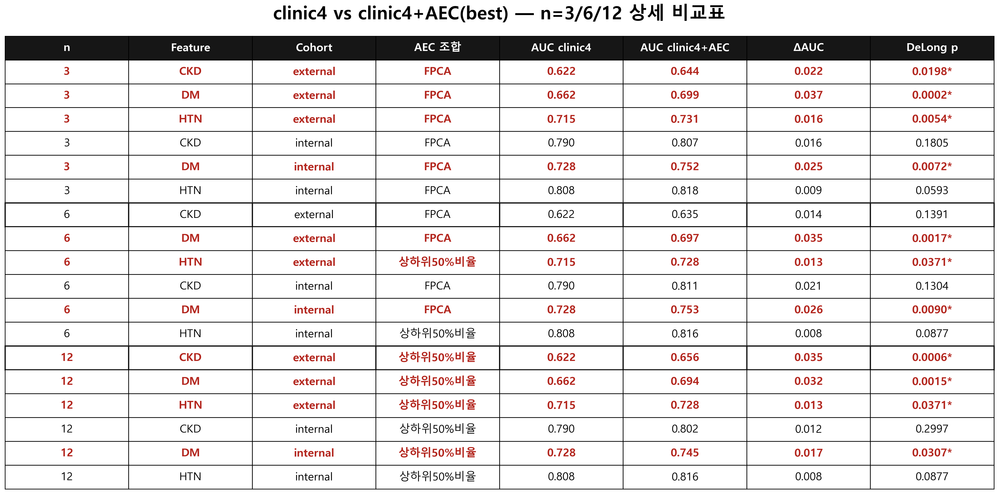 clinic4 vs clinic4+AEC(best) — n=3/6/12 상세 비교표
n Feature Cohort AEC 조합 AUC clinic4 AUC clinic4+AEC ΔAUC DeLong p
3 CKD external FPCA 0.622 0.644 0.022 0.0198*
3 DM external FPCA 0.662 0.699 0.037 0.0002*
3 HTN external FPCA 0.715 0.731 0.016 0.0054*
3 CKD internal FPCA 0.790 0.807 0.016 0.1805
3 DM internal FPCA 0.728 0.752 0.025 0.0072*
3 HTN internal FPCA 0.808 0.818 0.009 0.0593
6 CKD external FPCA 0.622 0.635 0.014 0.1391
6 DM external FPCA 0.662 0.697 0.035 0.0017*
6 HTN external 상하위50%비율 0.715 0.728 0.013 0.0371*
6 CKD internal FPCA 0.790 0.811 0.021 0.1304
6 DM internal FPCA 0.728 0.753 0.026 0.0090*
6 HTN internal 상하위50%비율 0.808 0.816 0.008 0.0877
12 CKD external 상하위50%비율 0.622 0.656 0.035 0.0006*
12 DM external 상하위50%비율 0.662 0.694 0.032 0.0015*
12 HTN external 상하위50%비율 0.715 0.728 0.013 0.0371*
12 CKD internal 상하위50%비율 0.790 0.802 0.012 0.2997
12 DM internal 상하위50%비율 0.728 0.745 0.017 0.0307*
12 HTN internal 상하위50%비율 0.808 0.816 0.008 0.0877